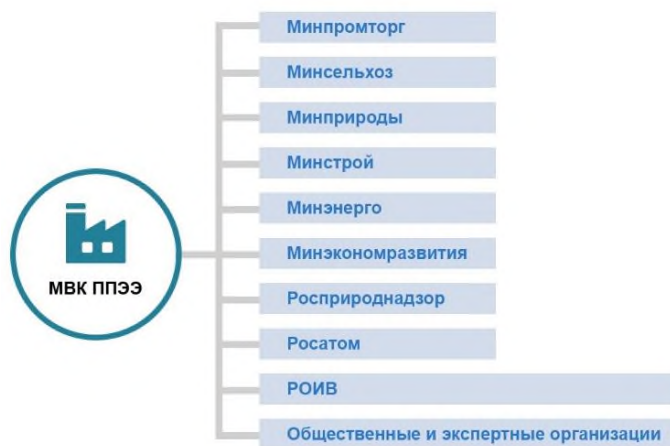 Минпромторг
Минсельхоз
Минприроды
Минстрой
Минэнерго
Минэкономразвития
Росприроднадзор
Росатом
РОИВ
Общественные и экспертные организации
МВК ППЭЭ